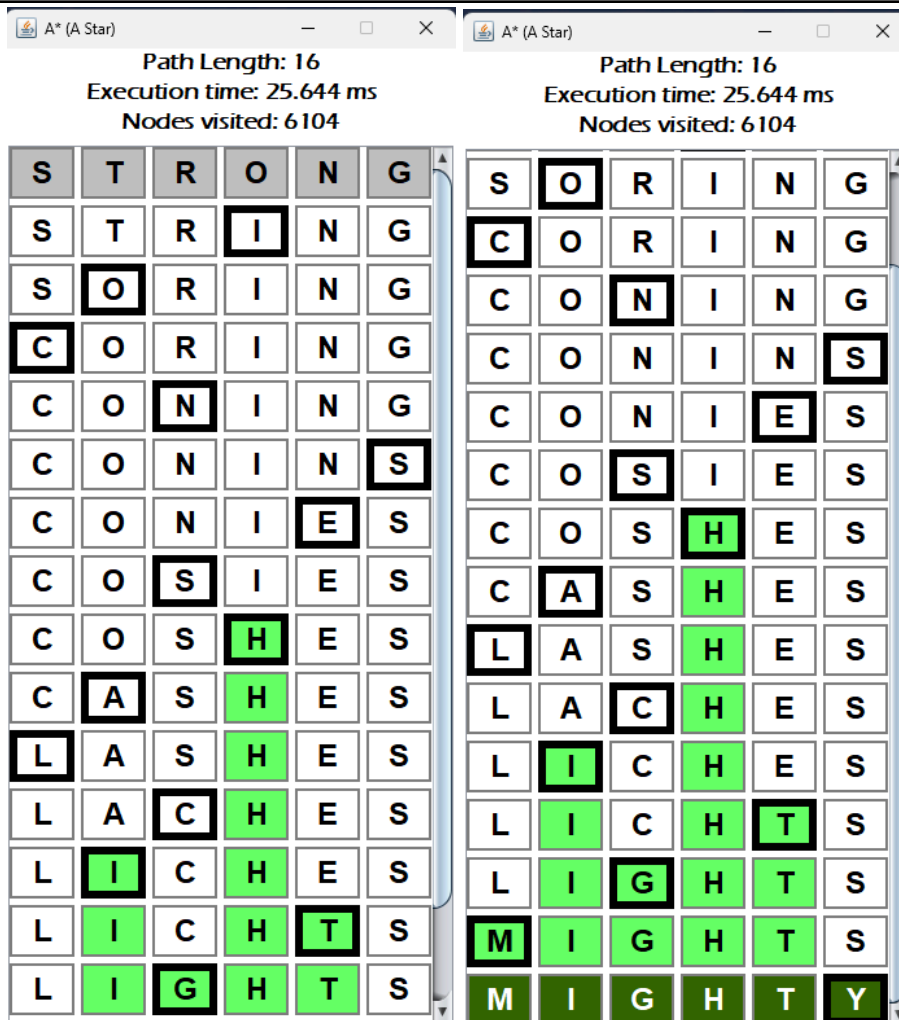 A* (A Star)
Path Length: 16
Execution time: 25.644 ms
Nodes visited: 6104
S T R O N G
S T R I N G
S O R I N G
C O R I N G
C O N I N G
C O N I N S
C O N I E S
C O S I E S
C O S H E S
C A S H E S
L A S H E S
L A C H E S
L I C H E S
L I C H T S
L I G H T S
A* (A Star)
Path Length: 16
Execution time: 25.644 ms
Nodes visited: 6104
S O R I N G
C O R I N G
C O N I N G
C O N I N S
C O N I E S
C O S I E S
C O S H E S
C A S H E S
L A S H E S
L A C H E S
L I C H E S
L I C H T S
L I G H T S
M I G H T S
M I G H T Y